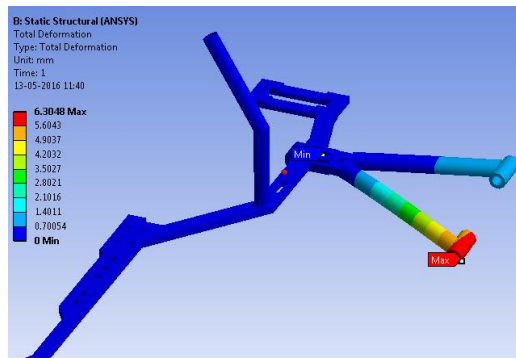 B: Static Structural (ANSYS)
Total Deformation
Type: Total Deformation
Unit: mm
Time: 1
13-05-2016 11:40
6.3048 Max
5.6043
4.9037
4.2032
3.5027
2.8021
2.1016
1.4011
0.70054
0 Min
Min
Max